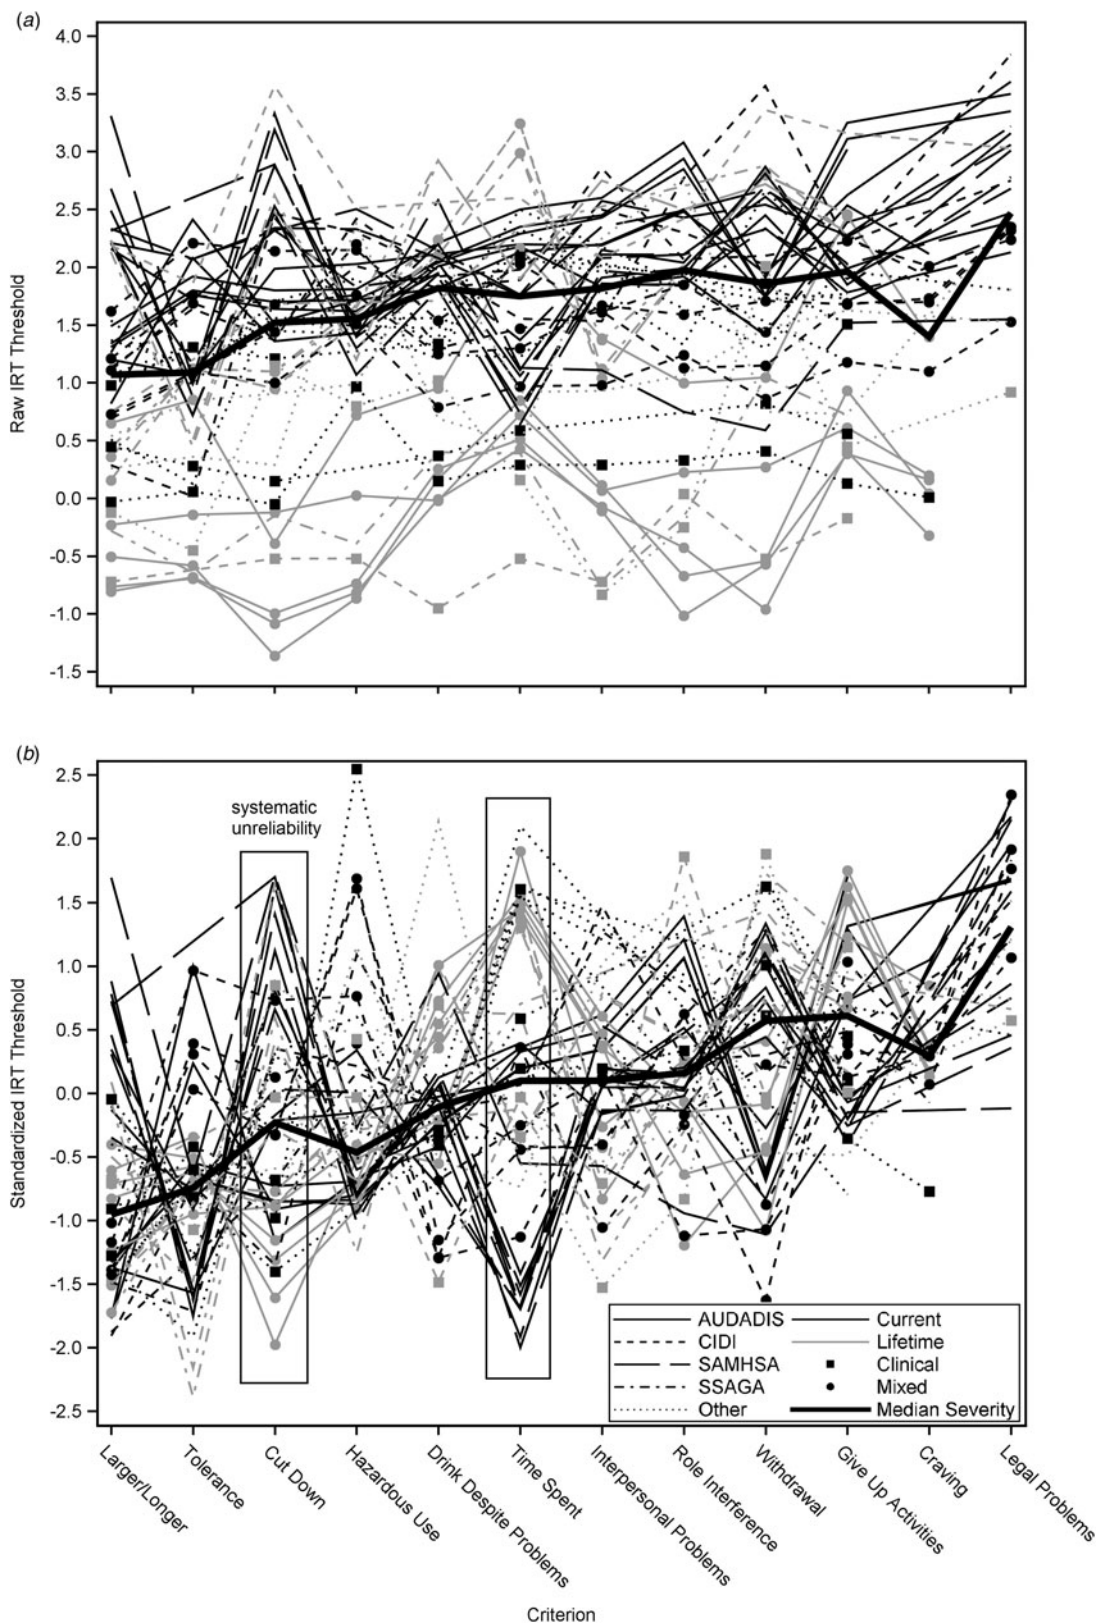 (a)
4.0
3.5
3.0
2.5
2.0
1.5
1.0
0.5
0.0
-0.5
-1.0
-1.5
Raw IRT Threshold
(b)
2.5
2.0
1.5
1.0
0.5
0.0
-0.5
-1.0
-1.5
-2.0
-2.5
Standardized IRT Threshold
systematic
unreliability
AUDADIS
Current
CIDI
Lifetime
SAMHSA
Clinical
SSAGA
Mixed
Other
Median Severity
Larger/Longer
Tolerance
Cut Down
Hazardous Use
Drink Despite Problems
Time Spent
Interpersonal Problems
Role Interference
Withdrawal
Give Up Activities
Craving
Legal Problems
Criterion